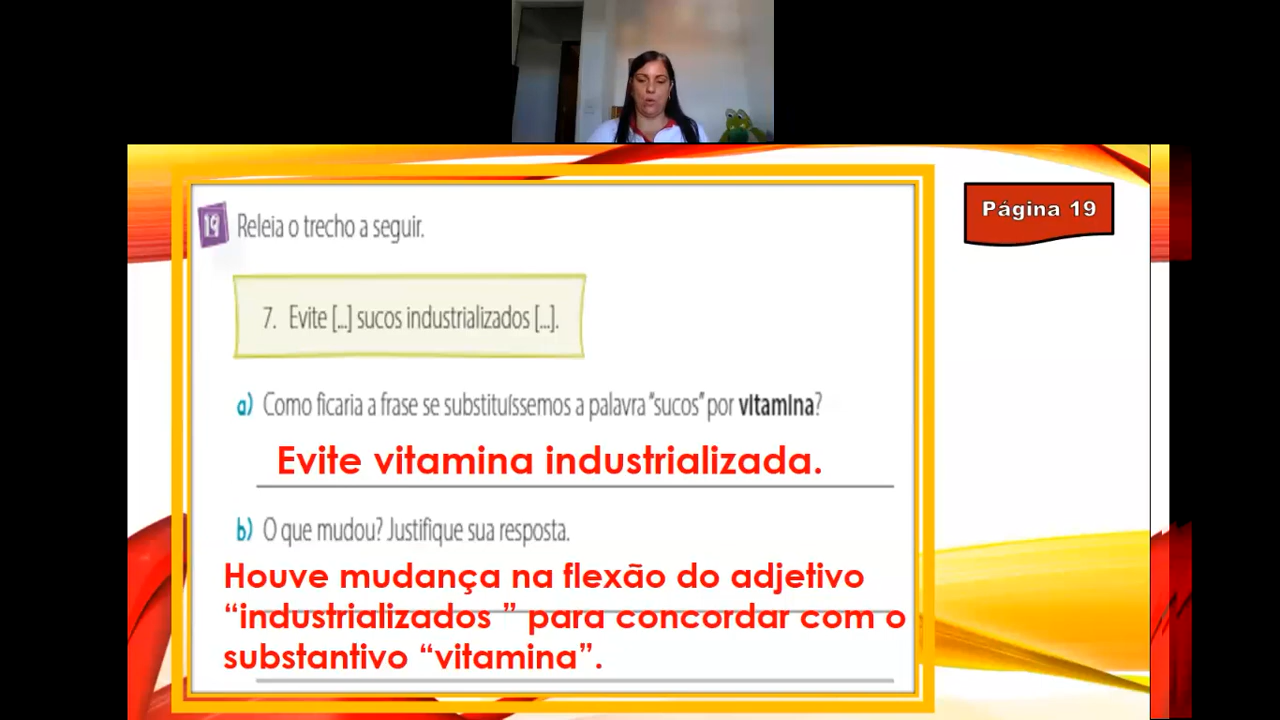 Página 19
19 Releia o trecho a seguir.
7. Evite [...] sucos industrializados [...].
a) Como ficaria a frase se substituíssemos a palavra "sucos" por vitamina?
Evite vitamina industrializada.
b) O que mudou? Justifique sua resposta.
Houve mudança na flexão do adjetivo
“industrializados ” para concordar com o
substantivo “vitamina”.